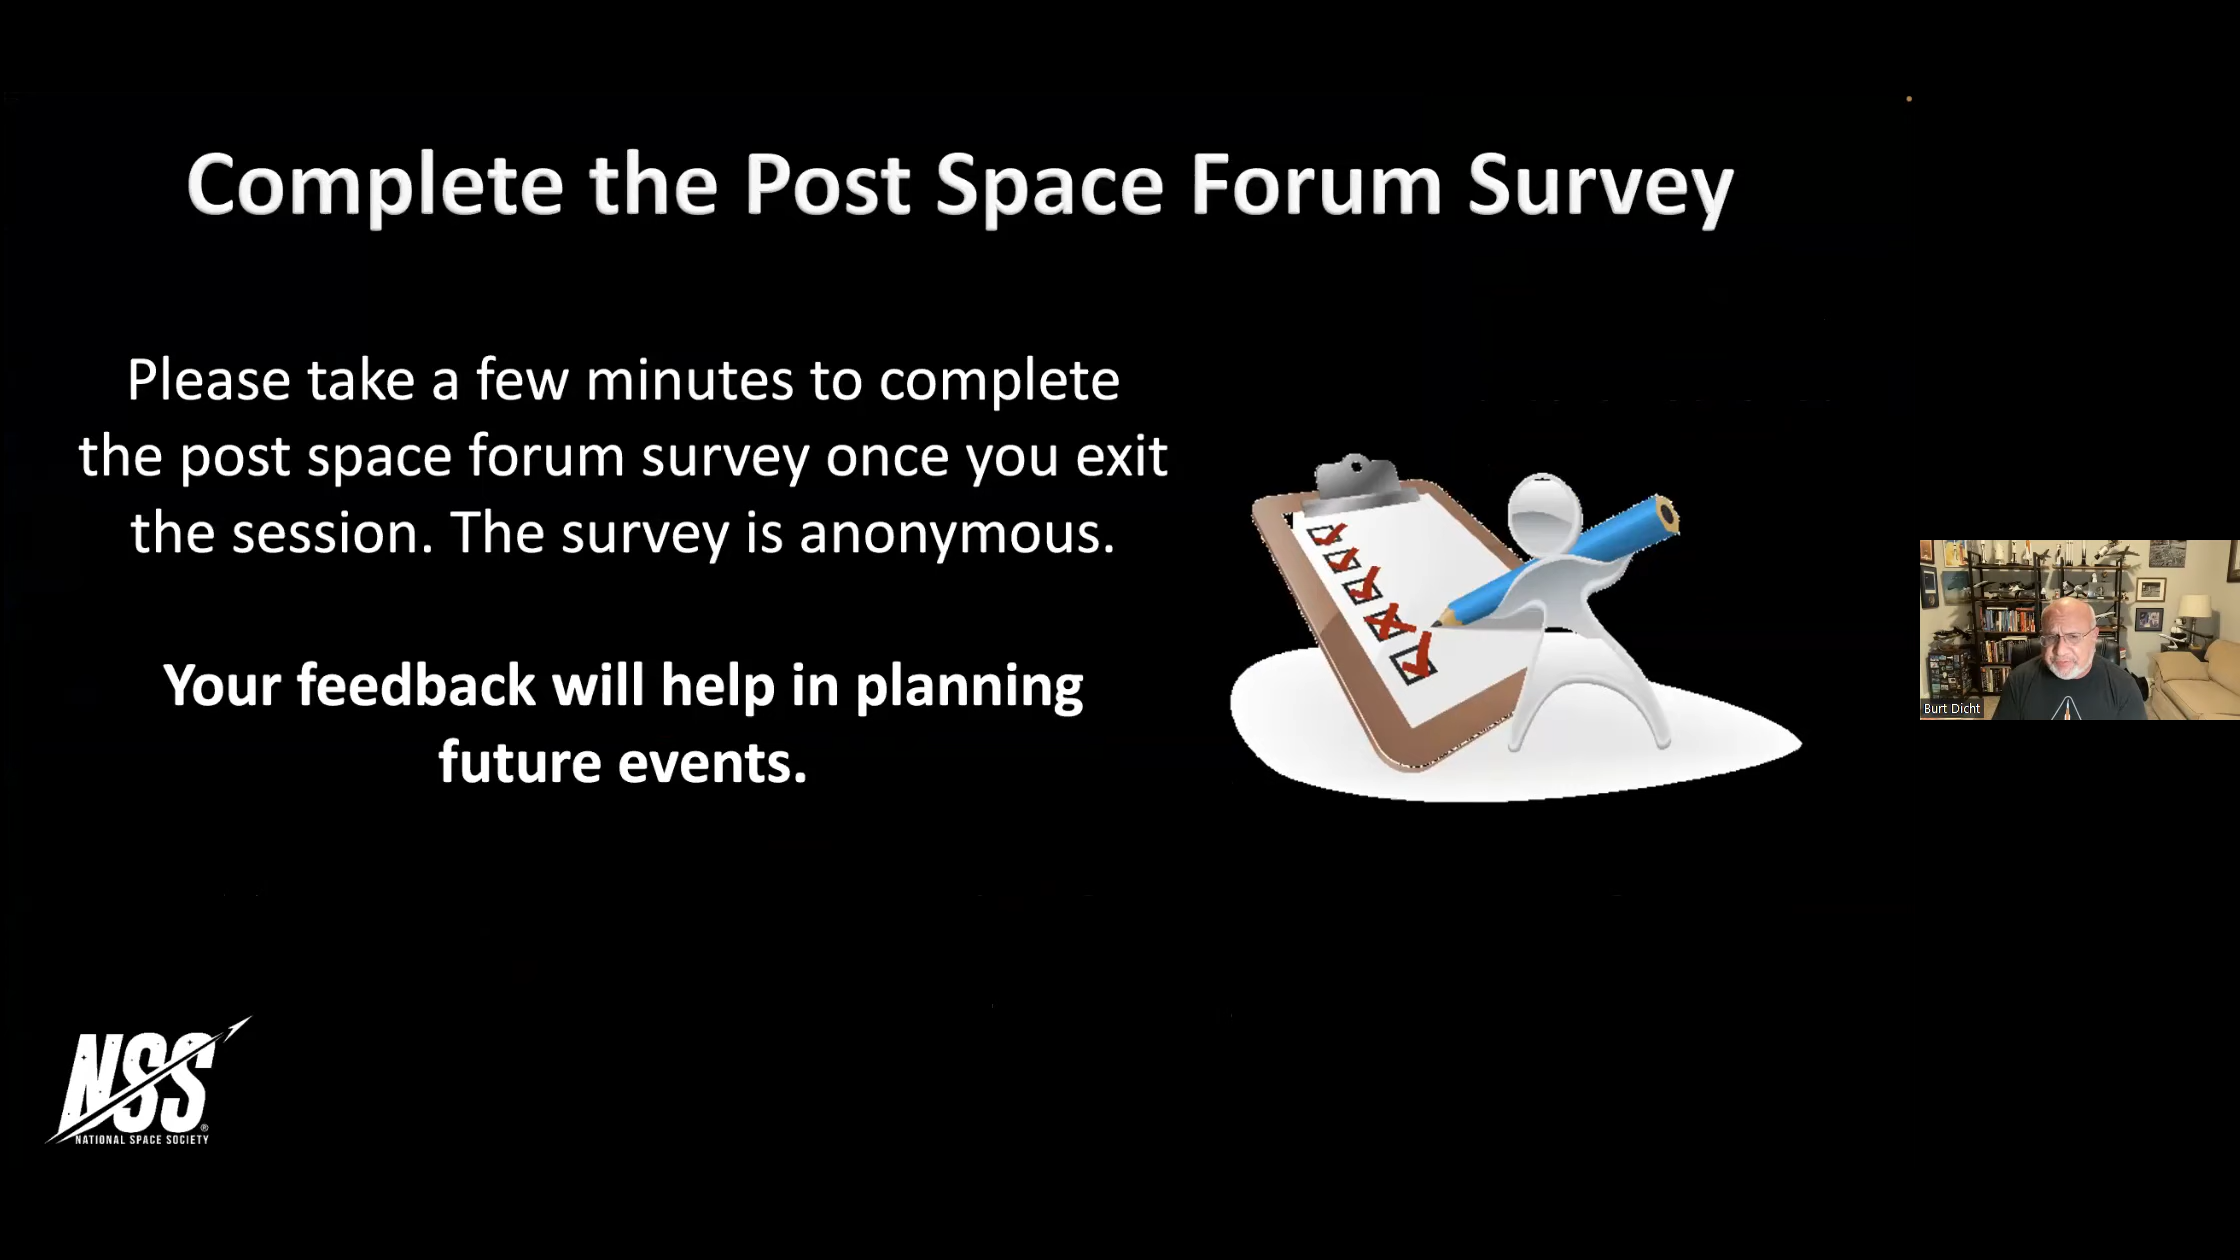 Complete the Post Space Forum Survey
Please take a few minutes to complete
the post space forum survey once you exit
the session. The survey is anonymous.
Your feedback will help in planning
future events.
Burt Dicht
NSS®
NATIONAL SPACE SOCIETY